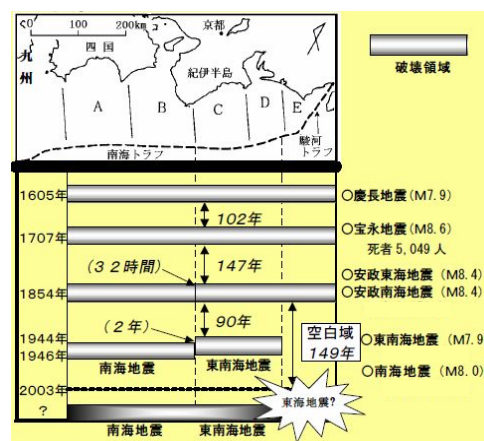 0 100 200km
京都
四国
九州
紀伊半島
A B C D E
南海トラフ
駿河トラフ
破壊領域
1605年
○慶長地震(M7.9)
102年
1707年
○宝永地震(M8.6)
死者5,049人
(32時間)
147年
○安政東海地震(M8.4)
1854年
○安政南海地震(M8.4)
90年
(2年)
空白域
149年
1944年
1946年
○東南海地震(M7.9
南海地震
東南海地震
○南海地震(M8.0)
2003年
東海地震?
?
南海地震
東南海地震